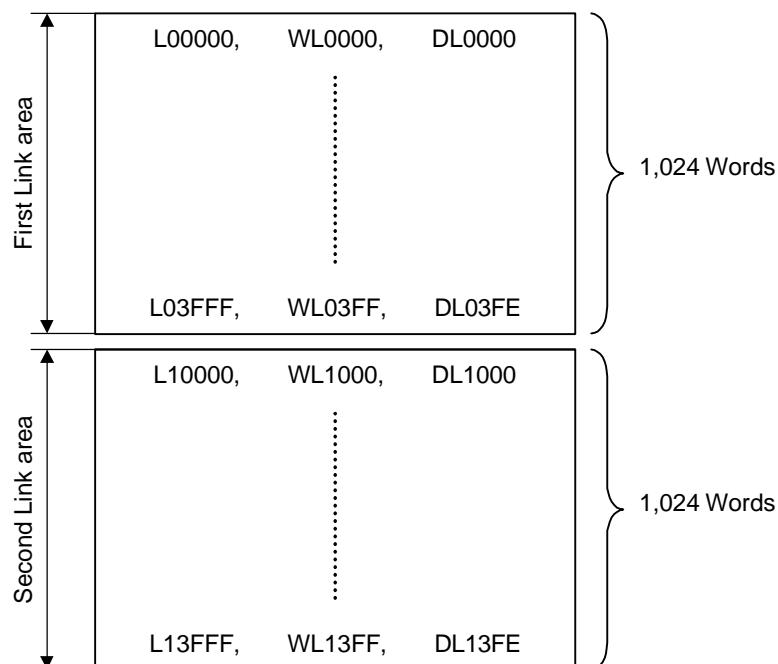 L00000, WL0000, DL0000
First Link area
1,024 Words
L03FFF, WL03FF, DL03FE
L10000, WL1000, DL1000
Second Link area
1,024 Words
L13FFF, WL13FF, DL13FE